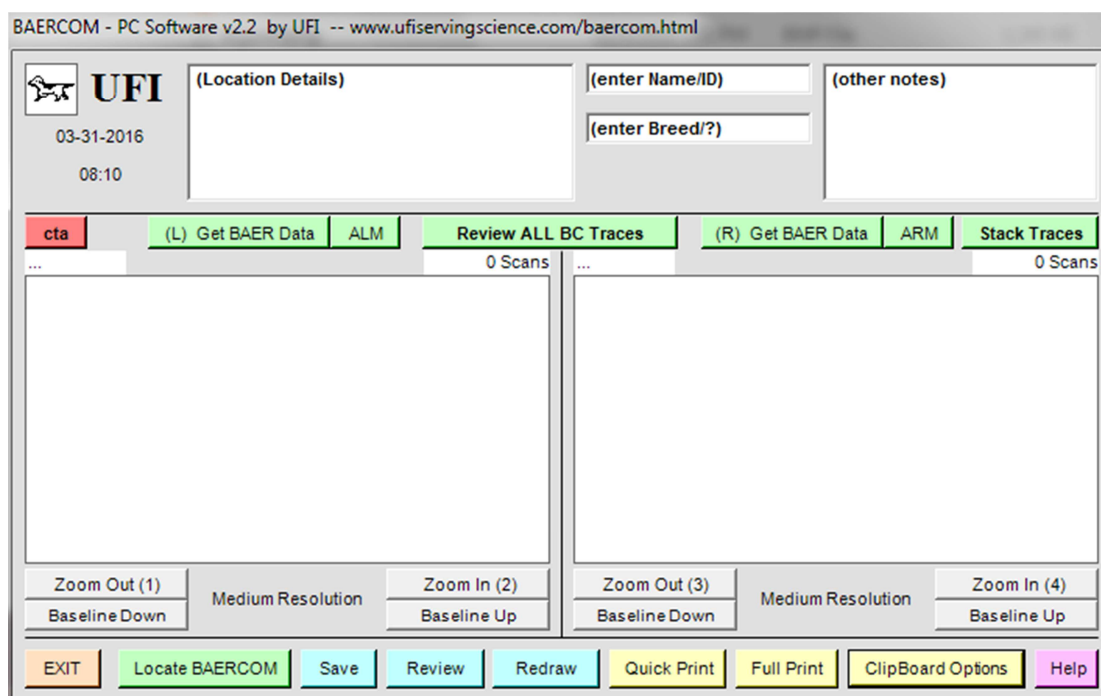 BAERCOM - PC Software v2.2 by UFI -- www.ufiservingscience.com/baercom.html
UFI
03-31-2016
08:10
(Location Details)
(enter Name/ID)
(enter Breed/?)
(other notes)
cta
(L) Get BAER Data
ALM
Review ALL BC Traces
(R) Get BAER Data
ARM
Stack Traces
...
0 Scans
...
0 Scans
Zoom Out (1)
Baseline Down
Medium Resolution
Zoom In (2)
Baseline Up
Zoom Out (3)
Baseline Down
Medium Resolution
Zoom In (4)
Baseline Up
EXIT
Locate BAERCOM
Save
Review
Redraw
Quick Print
Full Print
ClipBoard Options
Help